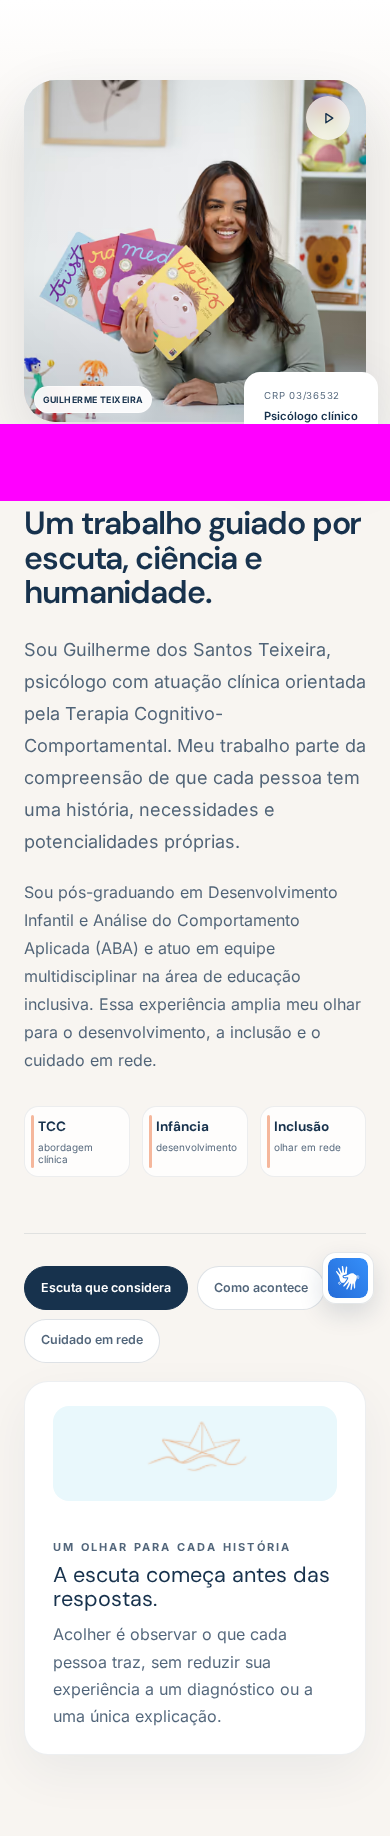 trist
ra
med
feliz
GUILHERME TEIXEIRA
CRP 03/36532
Psicólogo clínico
Um trabalho guiado por
escuta, ciência e
humanidade.
Sou Guilherme dos Santos Teixeira,
psicólogo com atuação clínica orientada
pela Terapia Cognitivo-
Comportamental. Meu trabalho parte da
compreensão de que cada pessoa tem
uma história, necessidades e
potencialidades próprias.
Sou pós-graduando em Desenvolvimento
Infantil e Análise do Comportamento
Aplicada (ABA) e atuo em equipe
multidisciplinar na área de educação
inclusiva. Essa experiência amplia meu olhar
para o desenvolvimento, a inclusão e o
cuidado em rede.
TCC
abordagem
clínica
Infância
desenvolvimento
Inclusão
olhar em rede
Escuta que considera
Como acontece
Cuidado em rede
UM OLHAR PARA CADA HISTÓRIA
A escuta começa antes das
respostas.
Acolher é observar o que cada
pessoa traz, sem reduzir sua
experiência a um diagnóstico ou a
uma única explicação.